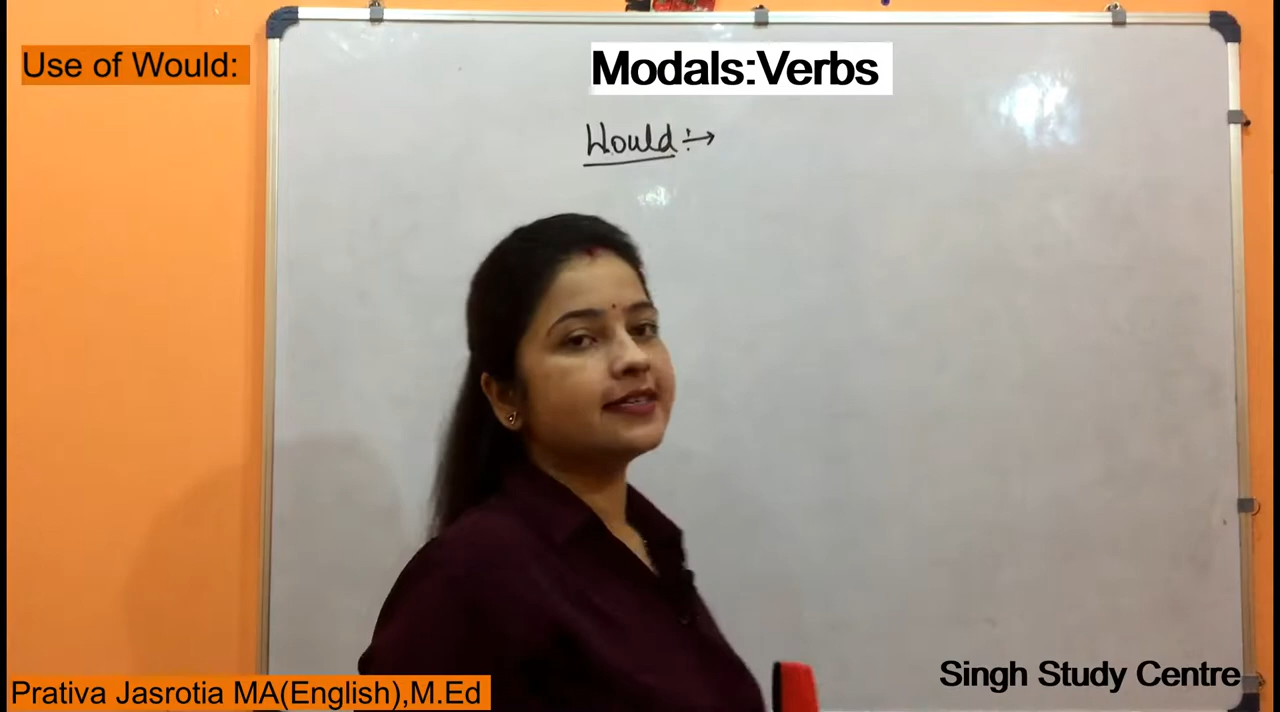 Use of Would:
Modals:Verbs
Would :→
Singh Study Centre
Prativa Jasrotia MA(English),M.Ed